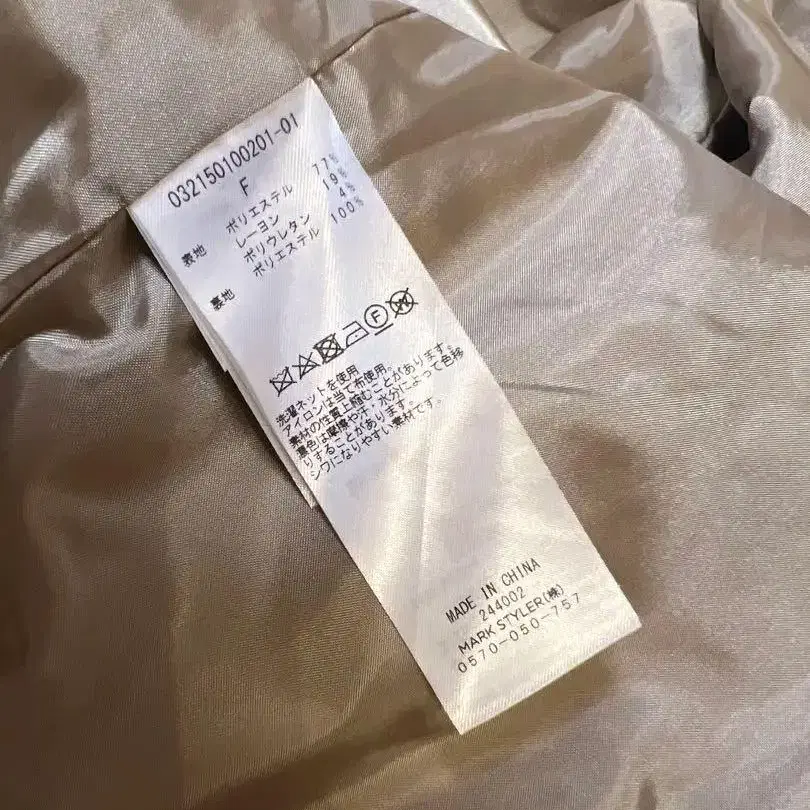 032150100201-01
F
表地 ポリエステル 77%
レーヨン 19%
ポリウレタン 4%
裏地 ポリエステル 100%
F
W
洗濯ネットを使用
アイロンは当て布使用。
素材の性質上縮むことがあります。
濃色は摩擦や汗・水分によって色移
りすることがあります。
シワになりやすい素材です。
MADE IN CHINA
244002
MARK STYLER(株)
0570-050-757